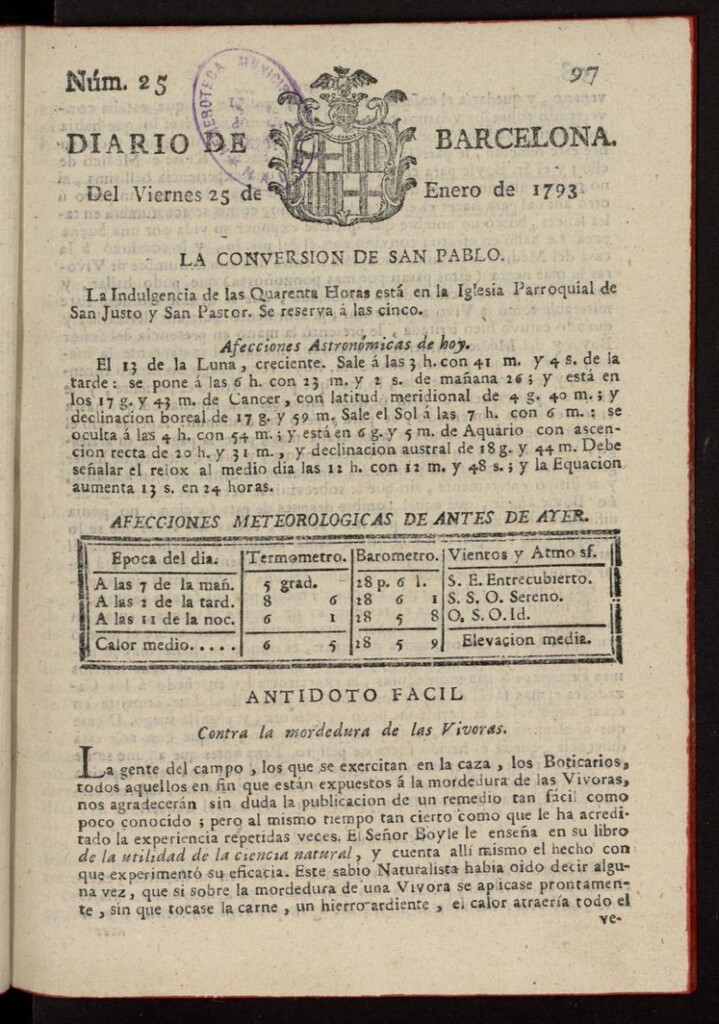 Núm. 25
97
HEROTECA MUNICIPAL
DIARIO DE BARCELONA.
Del Viernes 25 de Enero de 1793
LA CONVERSION DE SAN PABLO.
La Indulgencia de las Quarenta Horas está en la Iglesia Parroquial de
San Justo y San Pastor. Se reserva á las cinco.
Afecciones Astronómicas de hoy.
El 13 de la Luna, creciente. Sale á las 3 h. con 41 m. y 4 s. de la
tarde: se pone á las 6 h. con 23 m. y 2 s. de mañana 26; y está en
los 17 g. y 43 m. de Cancer, con latitud meridional de 4 g. 40 m.; y
declinacion boreal de 17 g. y 59 m. Sale el Sol á las 7 h. con 6 m.: se
oculta á las 4 h. con 54 m.; y está en 6 g. y 5 m. de Aquario con ascen-
cion recta de 20 h. y 31 m., y declinacion austral de 18 g. y 44 m. Debe
señalar el relox al medio dia las 12 h. con 12 m. y 48 s.; y la Equacion
aumenta 13 s. en 24 horas.
AFECCIONES METEOROLOGICAS DE ANTES DE AYER.
Epoca del dia. Termometro. Barometro. Vientos y Atmosf.
A las 7 de la mañ. 5 grad. 28 p. 6 l. S. E. Entrecubierto.
A las 2 de la tard. 8 6 28 6 1 S. S. O. Sereno.
A las 11 de la noc. 6 1 28 5 8 O. S. O. Id.
Calor medio..... 6 5 28 5 9 Elevacion media.
ANTIDOTO FACIL
Contra la mordedura de las Vivoras.
La gente del campo, los que se exercitan en la caza, los Boticarios,
todos aquellos en fin que están expuestos á la mordedura de las Vivoras,
nos agradecerán sin duda la publicacion de un remedio tan fácil como
poco conocido; pero al mismo tiempo tan cierto como que le ha acredi-
tado la experiencia repetidas veces. El Señor Boyle le enseña en su libro
de la utilidad de la ciencia natural, y cuenta allí mismo el hecho con
que experimentó su eficacia. Este sabio Naturalista habia oido decir algu-
na vez, que si sobre la mordedura de una Vivora se aplicase prontamen-
te, sin que tocase la carne, un hierro ardiente, el calor atraería todo el
ve-